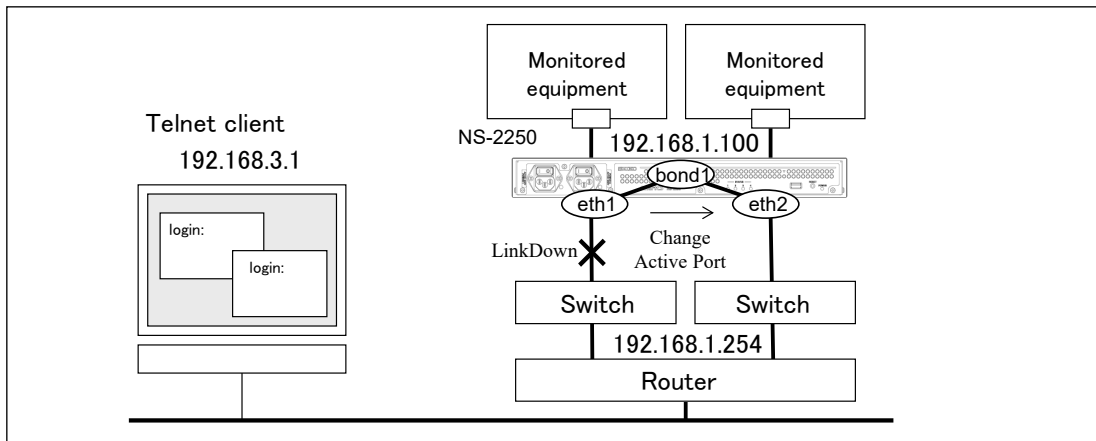 Monitored
equipment
Monitored
equipment
Telnet client
192.168.3.1
NS-2250
192.168.1.100
bond1
eth1
eth2
login:
login:
LinkDown
Change
Active Port
Switch
Switch
192.168.1.254
Router